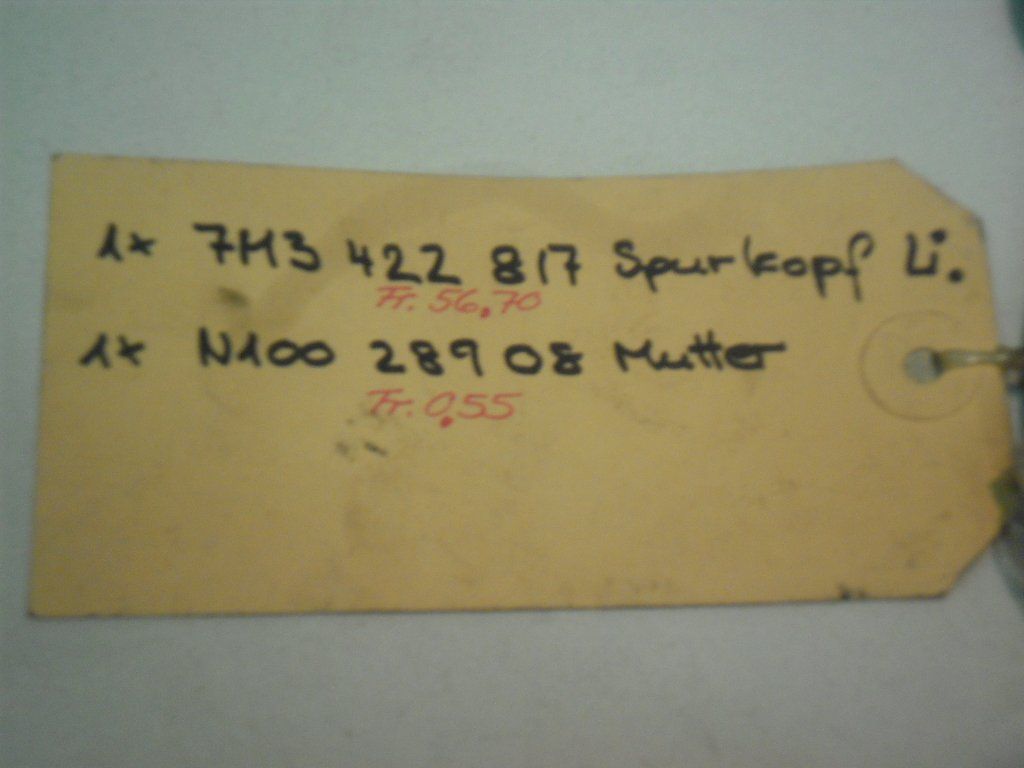 1x 7M3 422 817 Spurkopf Li.
Fr. 56.70
1x N100 289 08 Mutter
Fr. 0.55